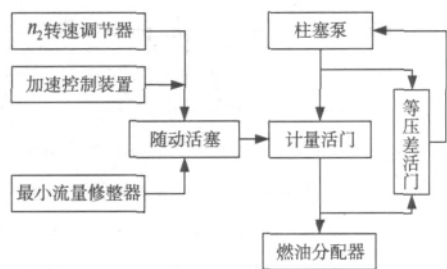 n₂转速调节器
柱塞泵
加速控制装置
等压差活门
随动活塞
计量活门
最小流量修整器
燃油分配器